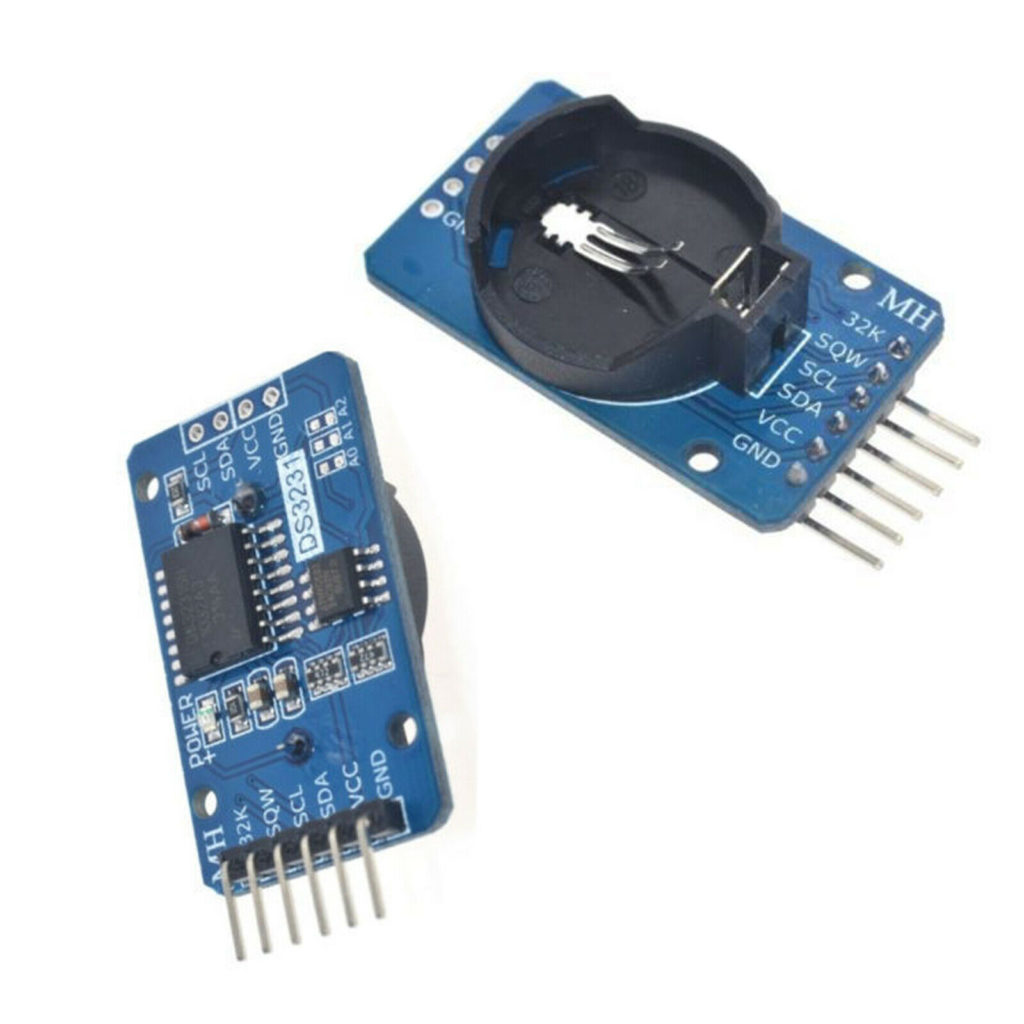 GN
MH
32K
SQW
SCL
SDA
VCC
GND
SCL
SDA
VCC
GND
A2
A1
A0
DS3231
POWER
+
32K
SQW
SCL
SDA
VCC
GND
MH